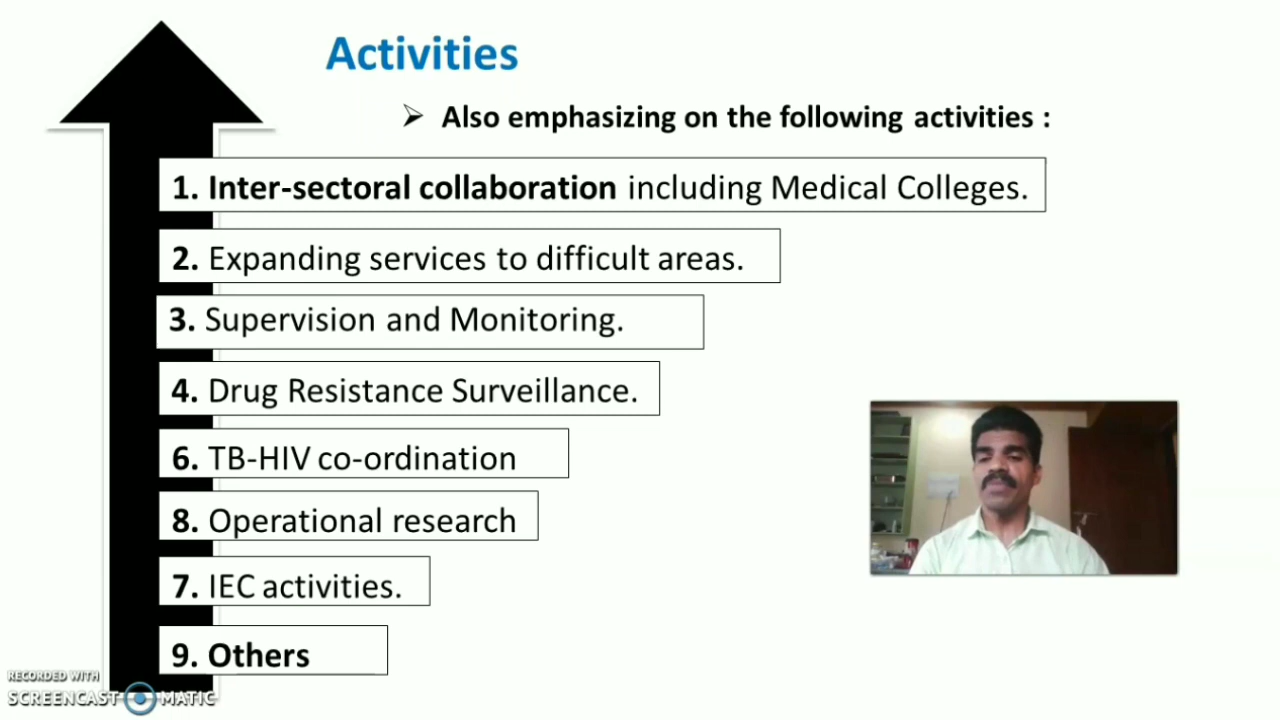 Activities
➢ Also emphasizing on the following activities :
1. Inter-sectoral collaboration including Medical Colleges.
2. Expanding services to difficult areas.
3. Supervision and Monitoring.
4. Drug Resistance Surveillance.
6. TB-HIV co-ordination
8. Operational research
7. IEC activities.
9. Others
RECORDED WITH
SCREENCAST MATIC